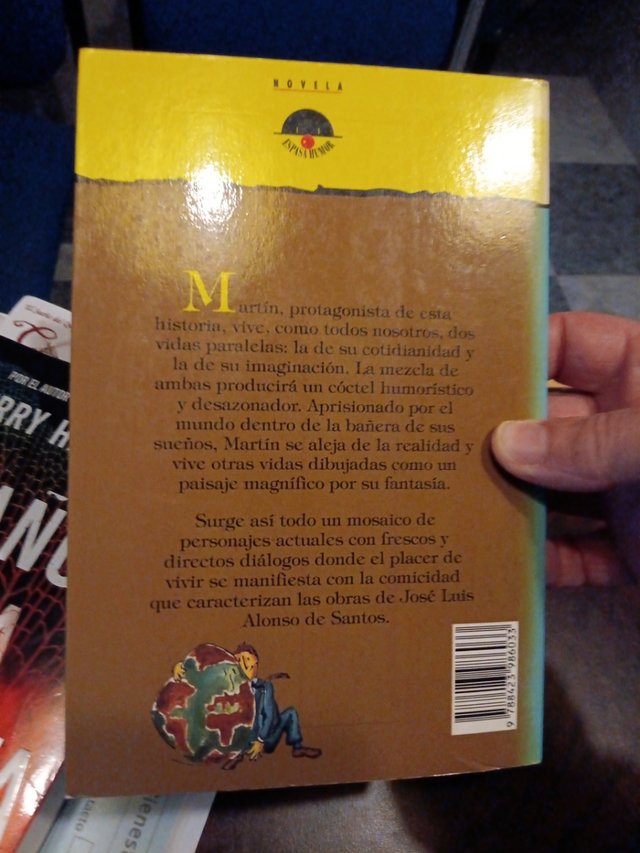 NOVELA
ESPASA HUMOR
Martín, protagonista de esta
historia, vive, como todos nosotros, dos
vidas paralelas: la de su cotidianidad y
la de su imaginación. La mezcla de
ambas producirá un cóctel humorístico
y desazonador. Aprisionado por el
mundo dentro de la bañera de sus
sueños, Martín se aleja de la realidad y
vive otras vidas dibujadas como un
paisaje magnífico por su fantasía.
Surge así todo un mosaico de
personajes actuales con frescos y
directos diálogos donde el placer de
vivir se manifiesta con la comicidad
que caracterizan las obras de José Luis
Alonso de Santos.
9 788423 986033
POR EL AUTOR
RRY H